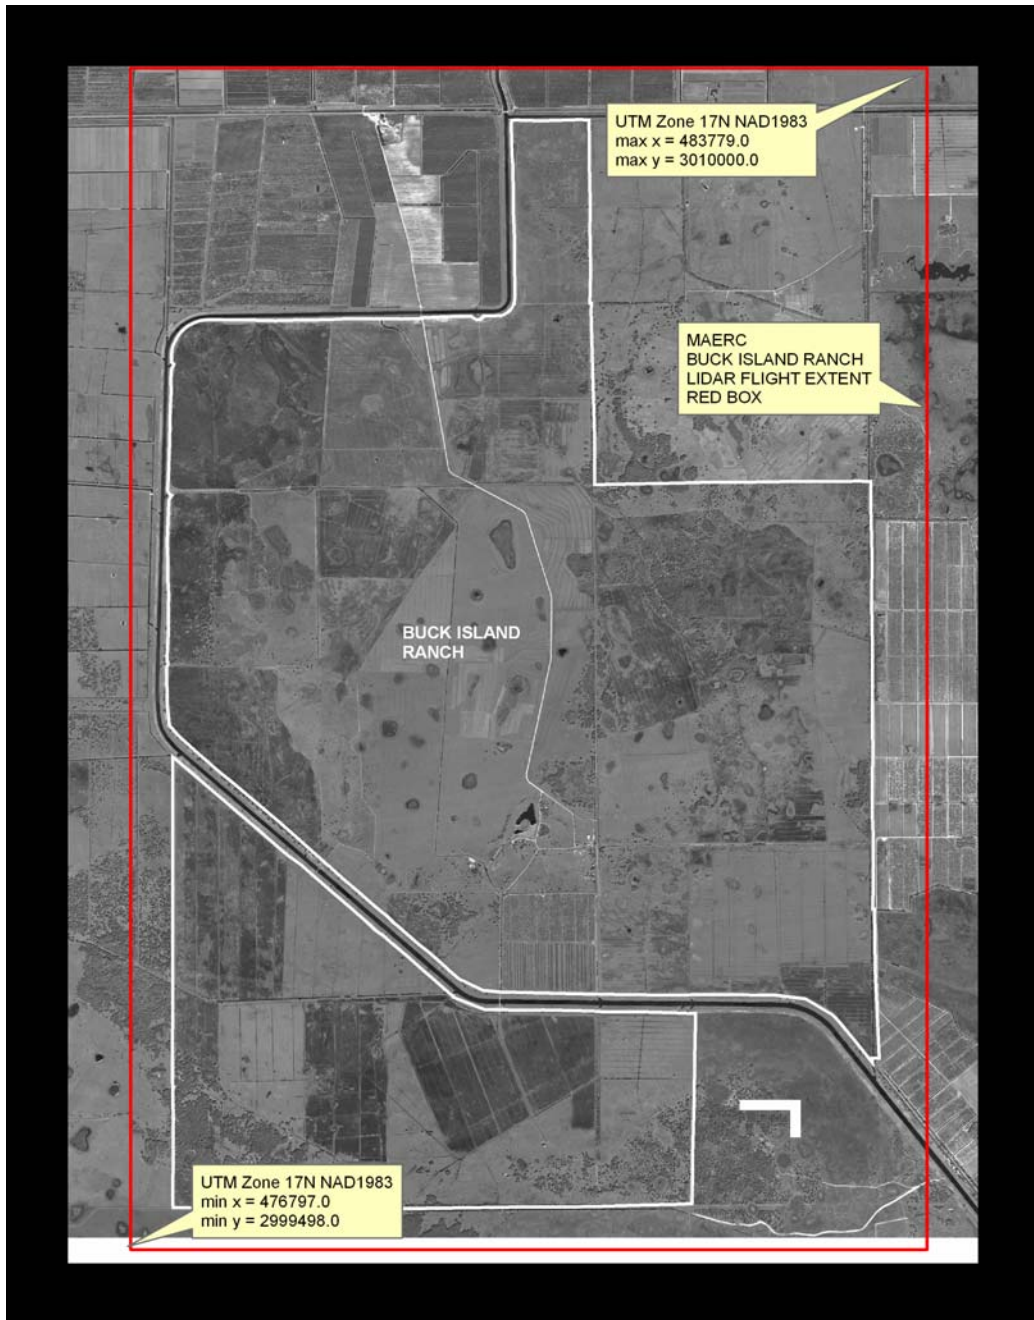 UTM Zone 17N NAD1983
max x = 483779.0
max y = 3010000.0
MAERC
BUCK ISLAND RANCH
LIDAR FLIGHT EXTENT
RED BOX
BUCK ISLAND
RANCH
UTM Zone 17N NAD1983
min x = 476797.0
min y = 2999498.0